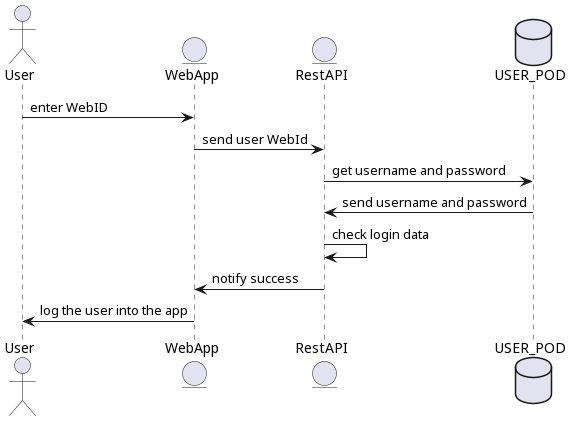 User
WebApp
RestAPI
USER_POD
enter WebID
send user WebId
get username and password
send username and password
check login data
notify success
log the user into the app
User
WebApp
RestAPI
USER_POD